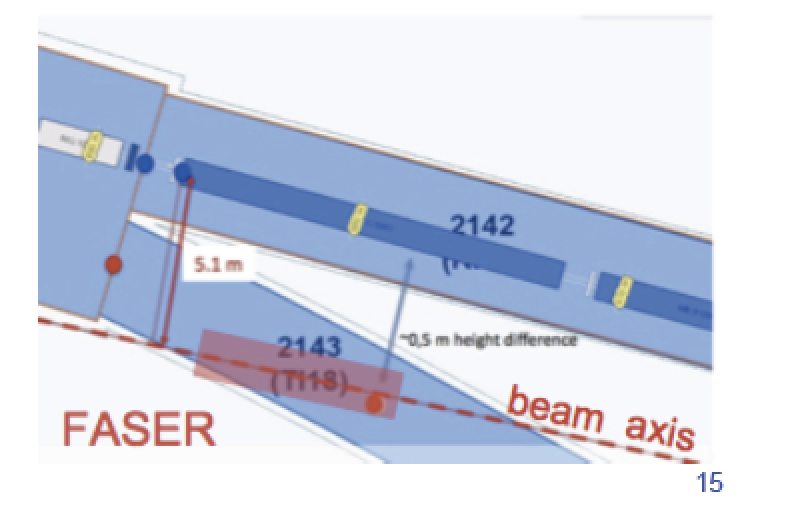 2142
5.1 m
2143
(TI18)
~0,5 m height difference
FASER
beam axis
15